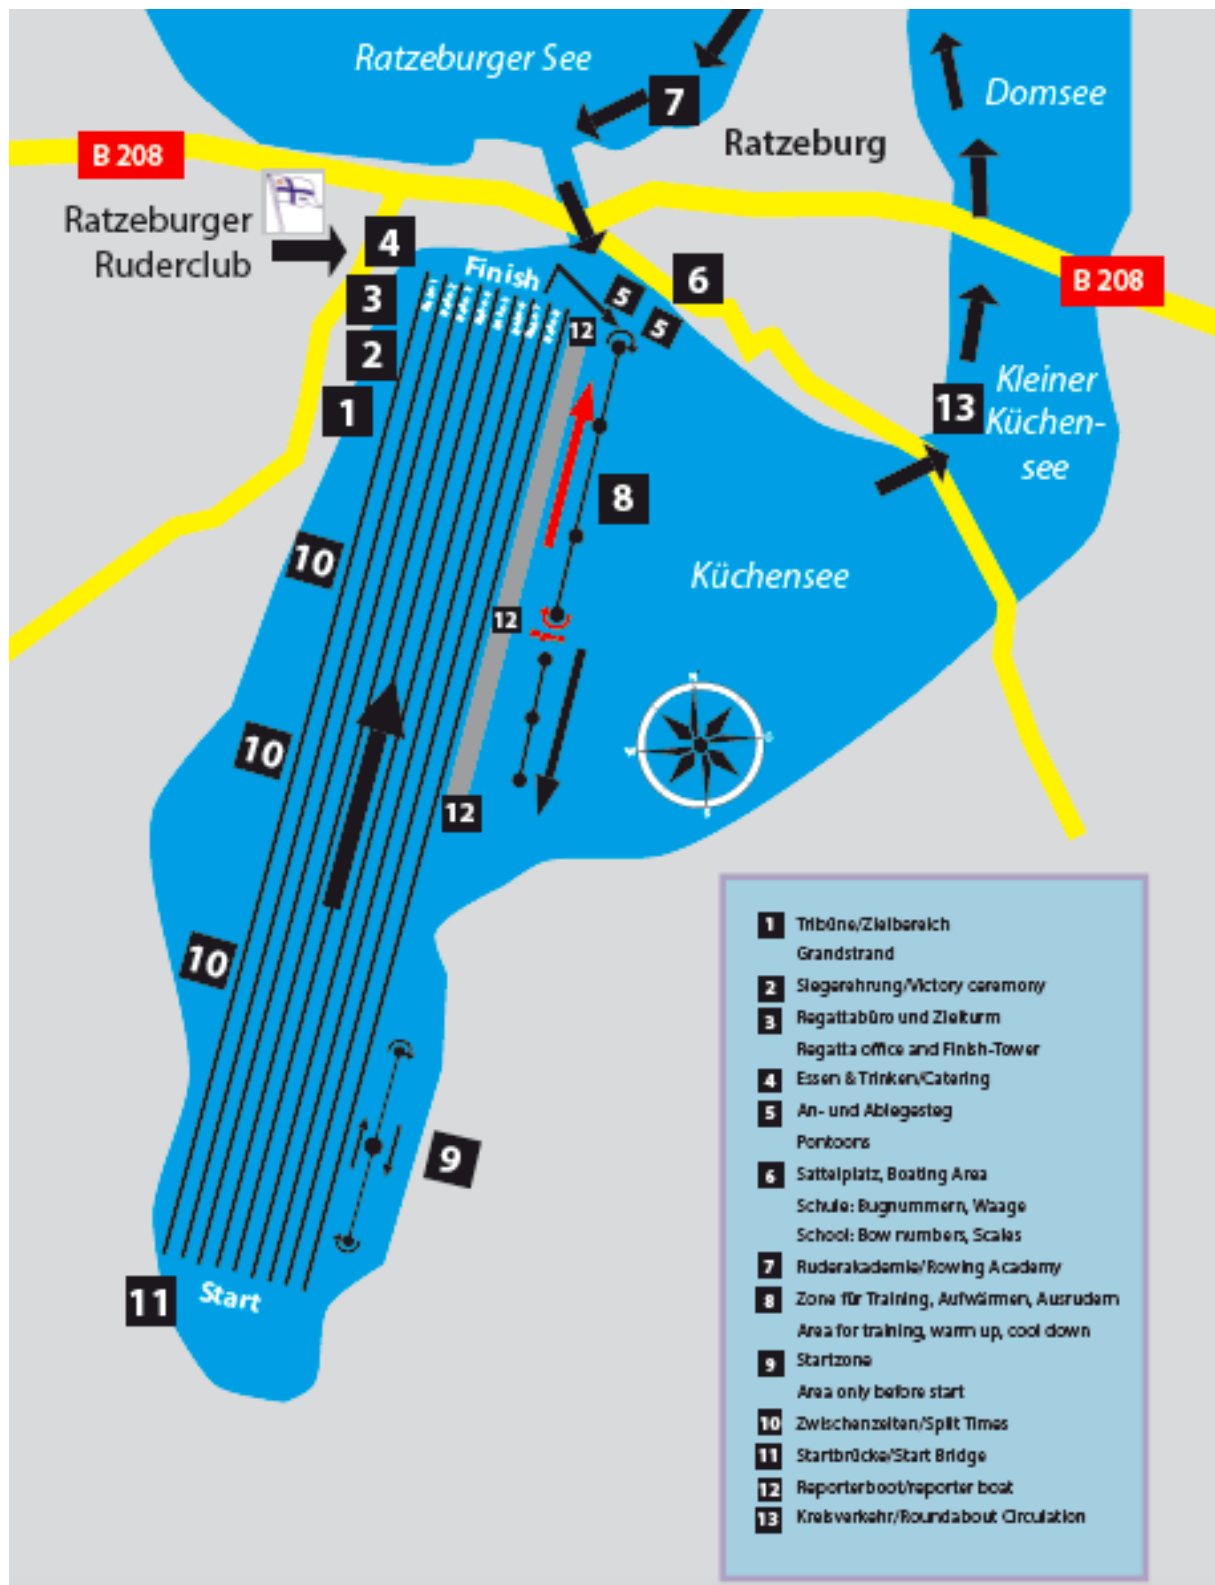 Ratzeburger See
Domsee
7
Ratzeburg
B 208
Ratzeburger
Ruderclub
4
Finish
6
B 208
3
5
5
12
2
1
13
Kleiner
Küchen-
see
8
10
Küchensee
12
10
12
10
9
11
Start
1 Tribüne/Zielbereich
Grandstrand
2 Siegerehrung/Victory ceremony
3 Regattabüro und Zielturm
Regatta office and Finish-Tower
4 Essen & Trinken/Catering
5 An- und Ablegesteg
Pontoons
6 Sattelplatz, Boating Area
Schule: Bugnummern, Waage
School: Bow numbers, Scales
7 Ruderakademie/Rowing Academy
8 Zone für Training, Aufwärmen, Ausrudern
Area for training, warm up, cool down
9 Startzone
Area only before start
10 Zwischenzeiten/Split Times
11 Startbrücke/Start Bridge
12 Reporterboot/reporter boat
13 Kreisverkehr/Roundabout Circulation